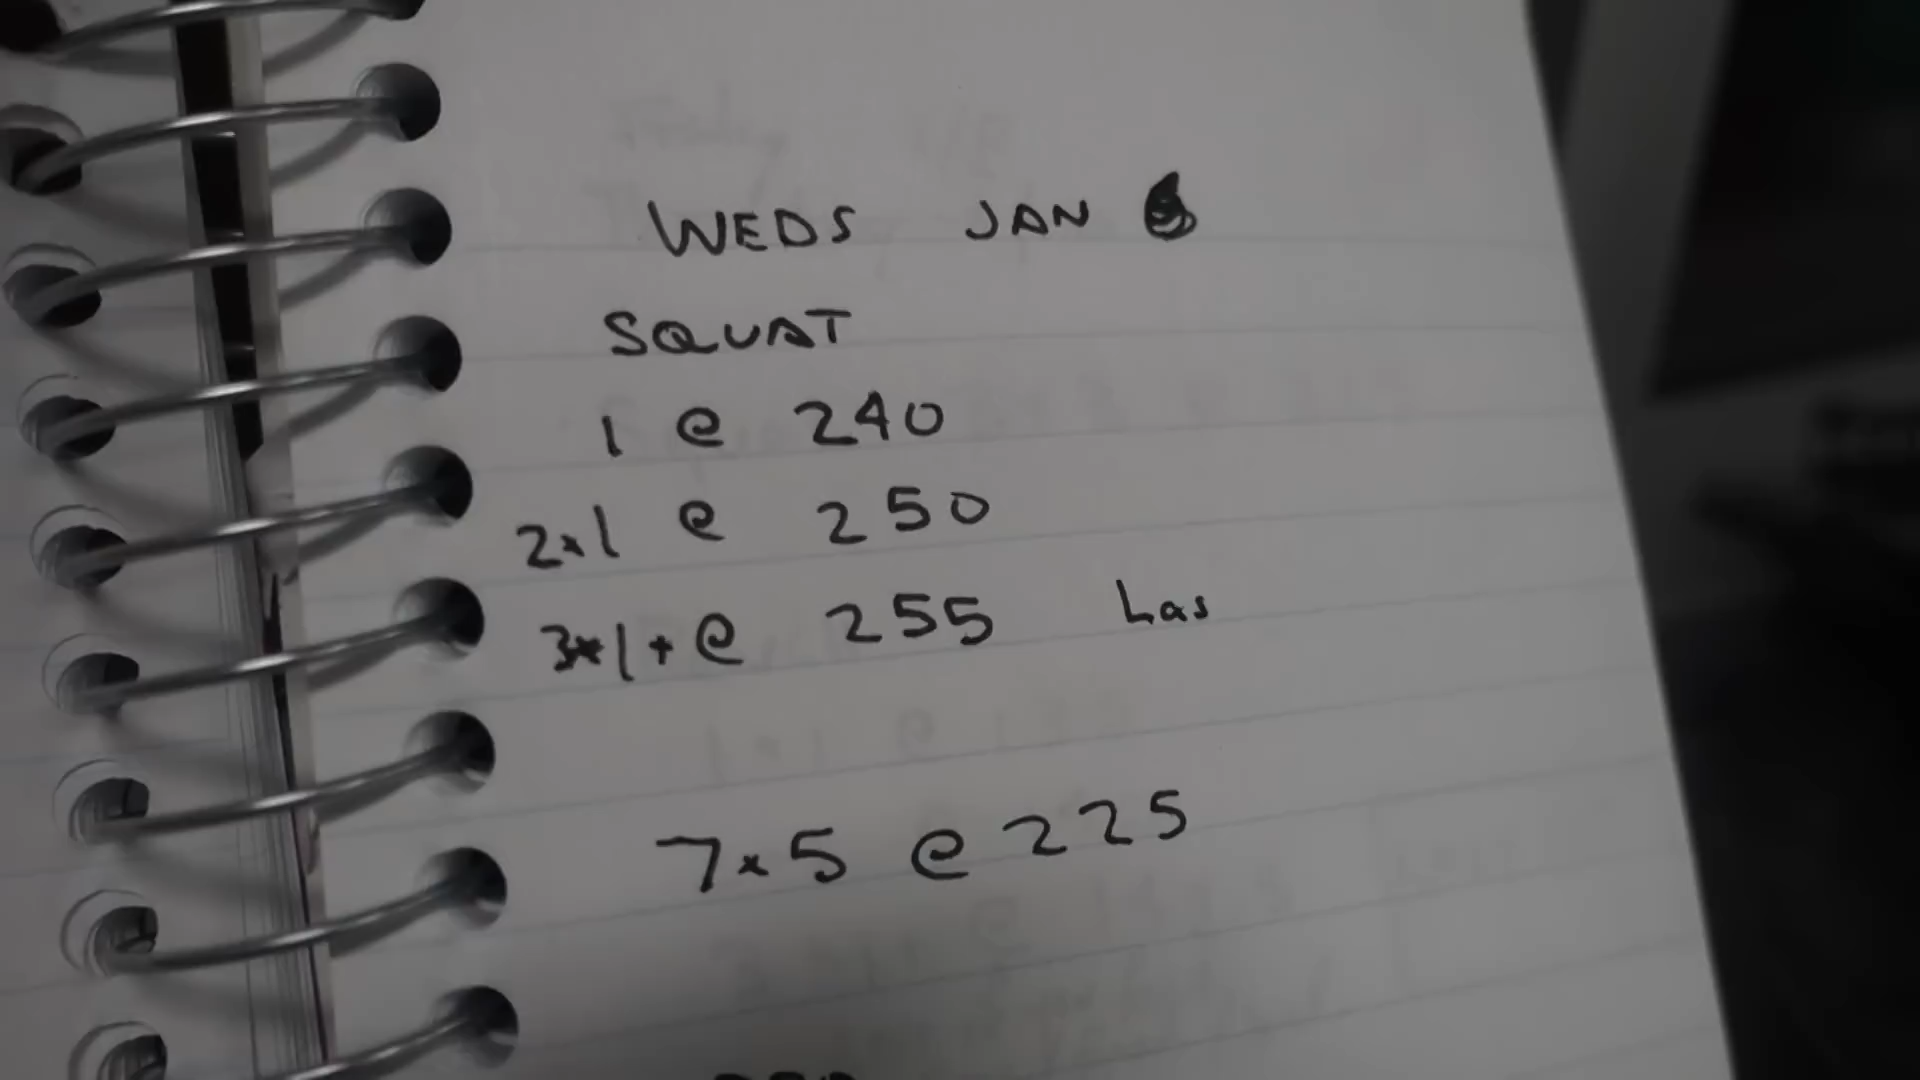 WEDS JAN
SQUAT
1 @ 240
2x1 @ 250
3x1+ @ 255 Las
7x5 @ 225